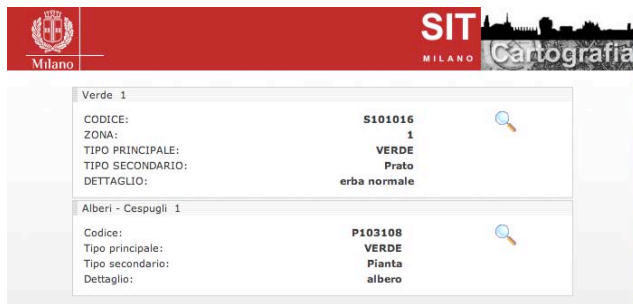 Milano
SIT
MILANO
Cartografia
Verde 1
CODICE: S101016
ZONA: 1
TIPO PRINCIPALE: VERDE
TIPO SECONDARIO: Prato
DETTAGLIO: erba normale
Alberi - Cespugli 1
Codice: P103108
Tipo principale: VERDE
Tipo secondario: Pianta
Dettaglio: albero